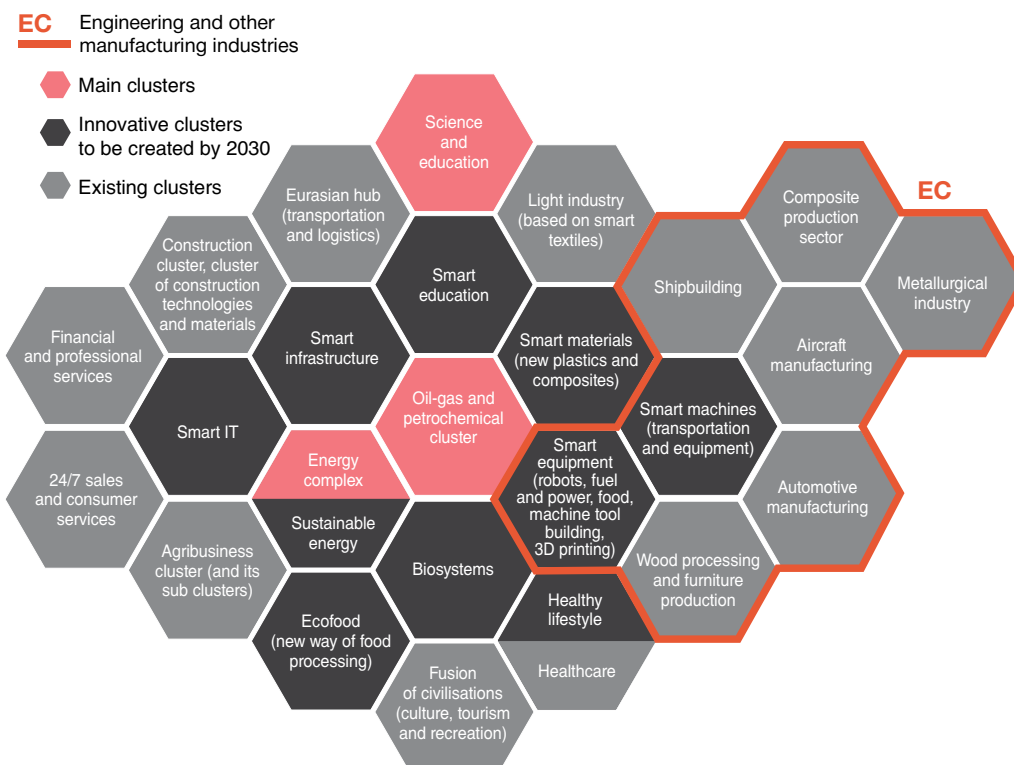 EC
Engineering and other
manufacturing industries
Main clusters
Innovative clusters
to be created by 2030
Existing clusters
Science
and
education
Eurasian hub
(transportation
and logistics)
Light industry
(based on smart
textiles)
Composite
production
sector
EC
Construction
cluster, cluster
of construction
technologies
and materials
Smart
education
Shipbuilding
Metallurgical
industry
Financial
and professional
services
Smart
infrastructure
Smart materials
(new plastics and
composites)
Aircraft
manufacturing
Smart IT
Oil-gas and
petrochemical
cluster
Smart machines
(transportation
and equipment)
24/7 sales
and consumer
services
Energy
complex
Sustainable
energy
Smart
equipment
(robots, fuel
and power, food,
machine tool
building,
3D printing)
Automotive
manufacturing
Agribusiness
cluster (and its
sub clusters)
Biosystems
Wood processing
and furniture
production
Ecofood
(new way of food
processing)
Healthy
lifestyle
Healthcare
Fusion
of civilisations
(culture, tourism
and recreation)